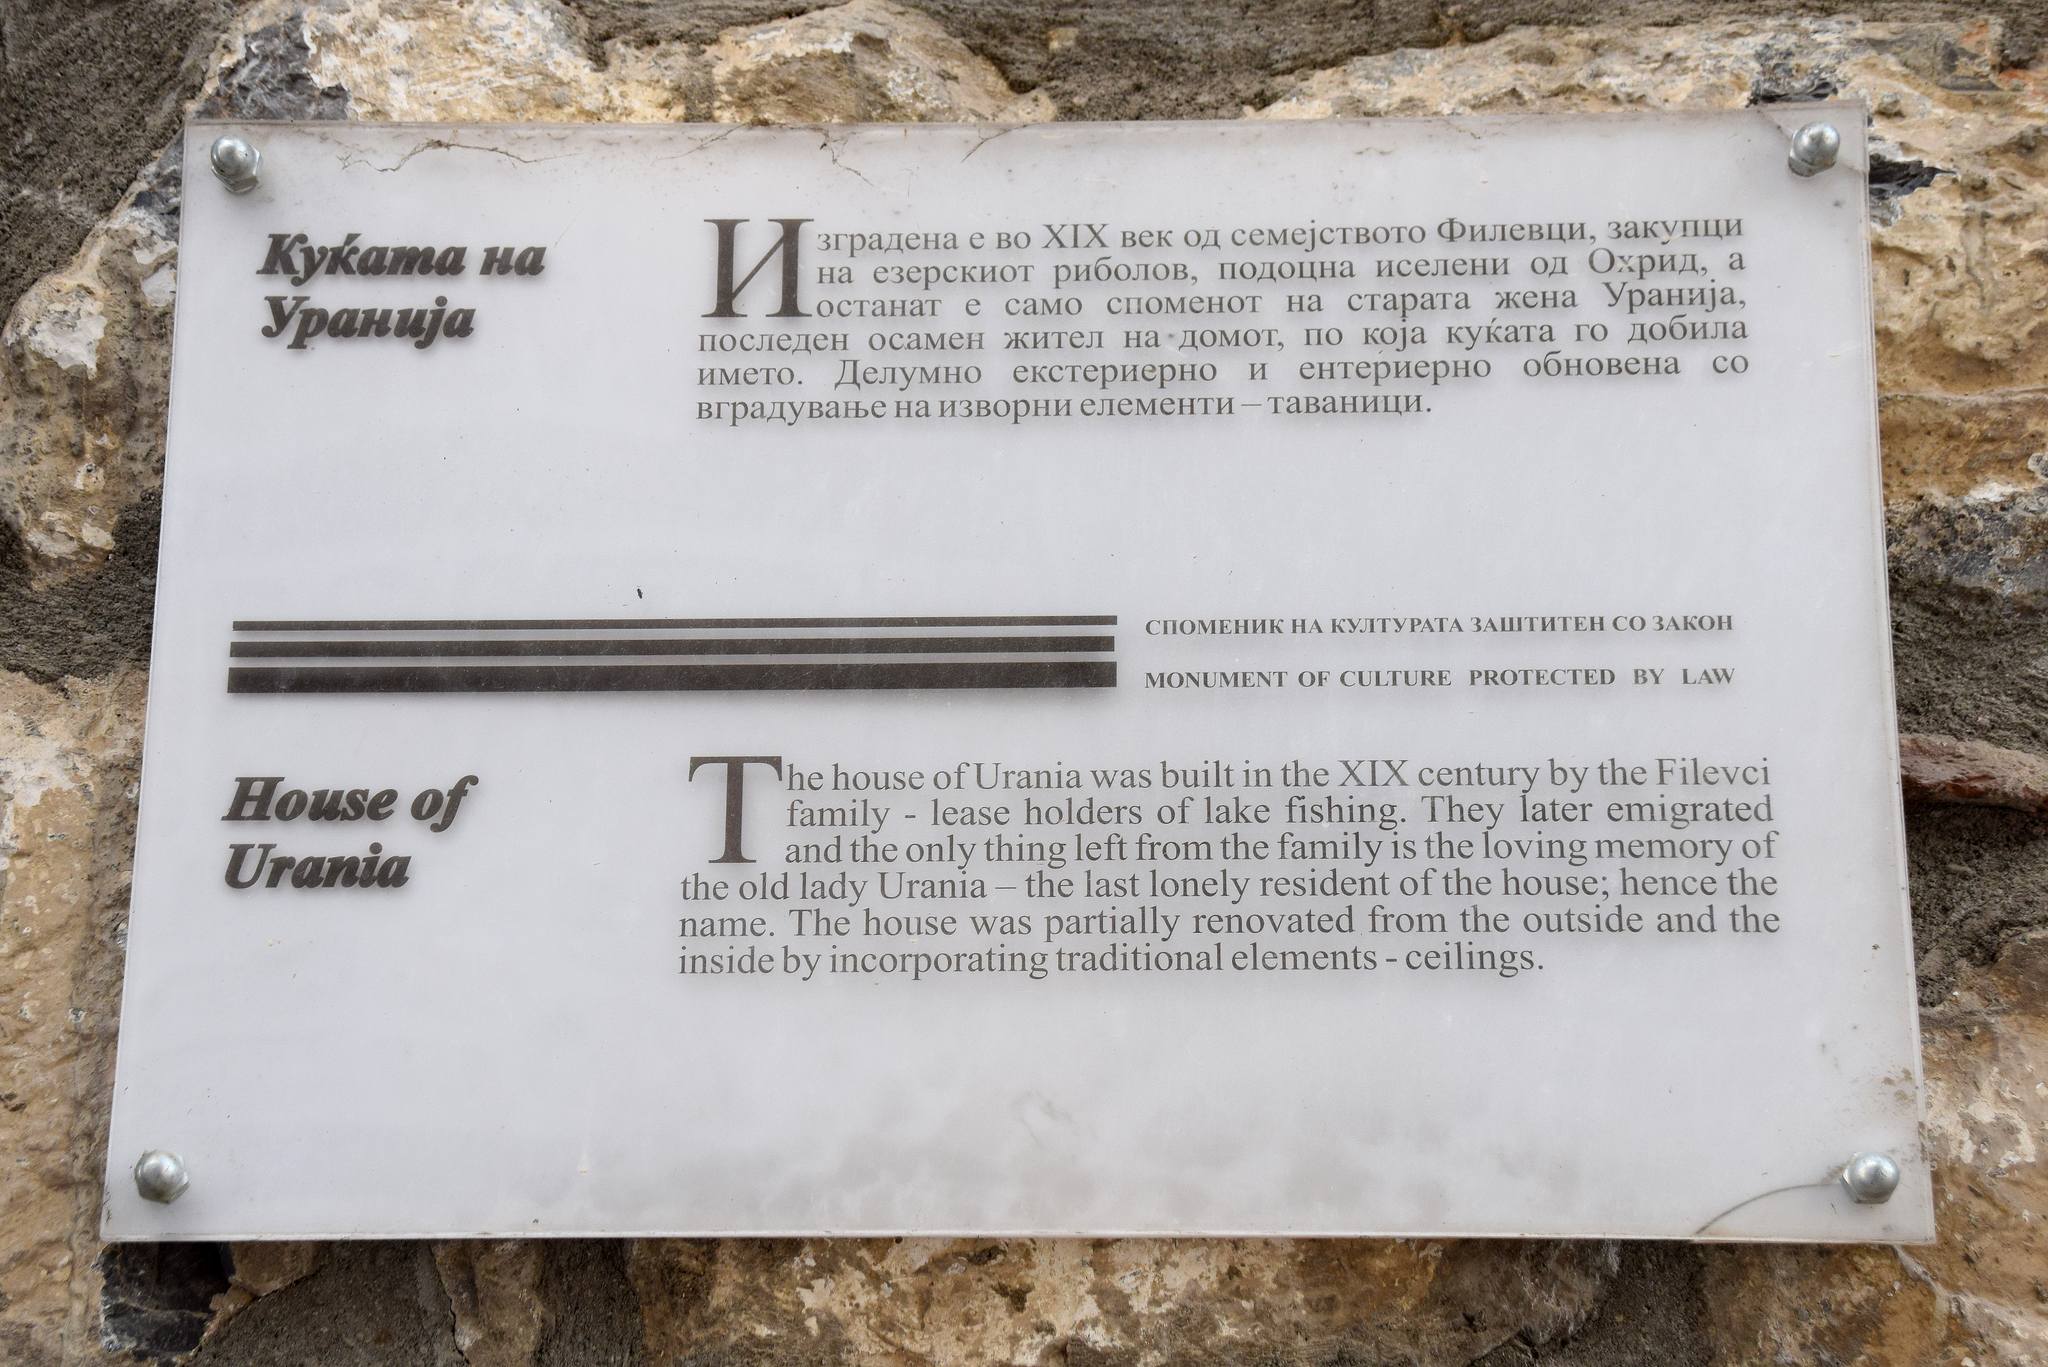 Куќата на
Уранија
Изградена е во XIX век од семејството Филевци, закупци
на езерскиот риболов, подоцна иселени од Охрид, а
останат е само споменот на старата жена Уранија,
последен осамен жител на домот, по која куќата го добила
името. Делумно екстериерно и ентериерно обновена со
вградување на изворни елементи – таваници.
СПОМЕНИК НА КУЛТУРАТА ЗАШТИТЕН СО ЗАКОН
MONUMENT OF CULTURE PROTECTED BY LAW
House of
Urania
The house of Urania was built in the XIX century by the Filevci
family - lease holders of lake fishing. They later emigrated
and the only thing left from the family is the loving memory of
the old lady Urania – the last lonely resident of the house; hence the
name. The house was partially renovated from the outside and the
inside by incorporating traditional elements - ceilings.